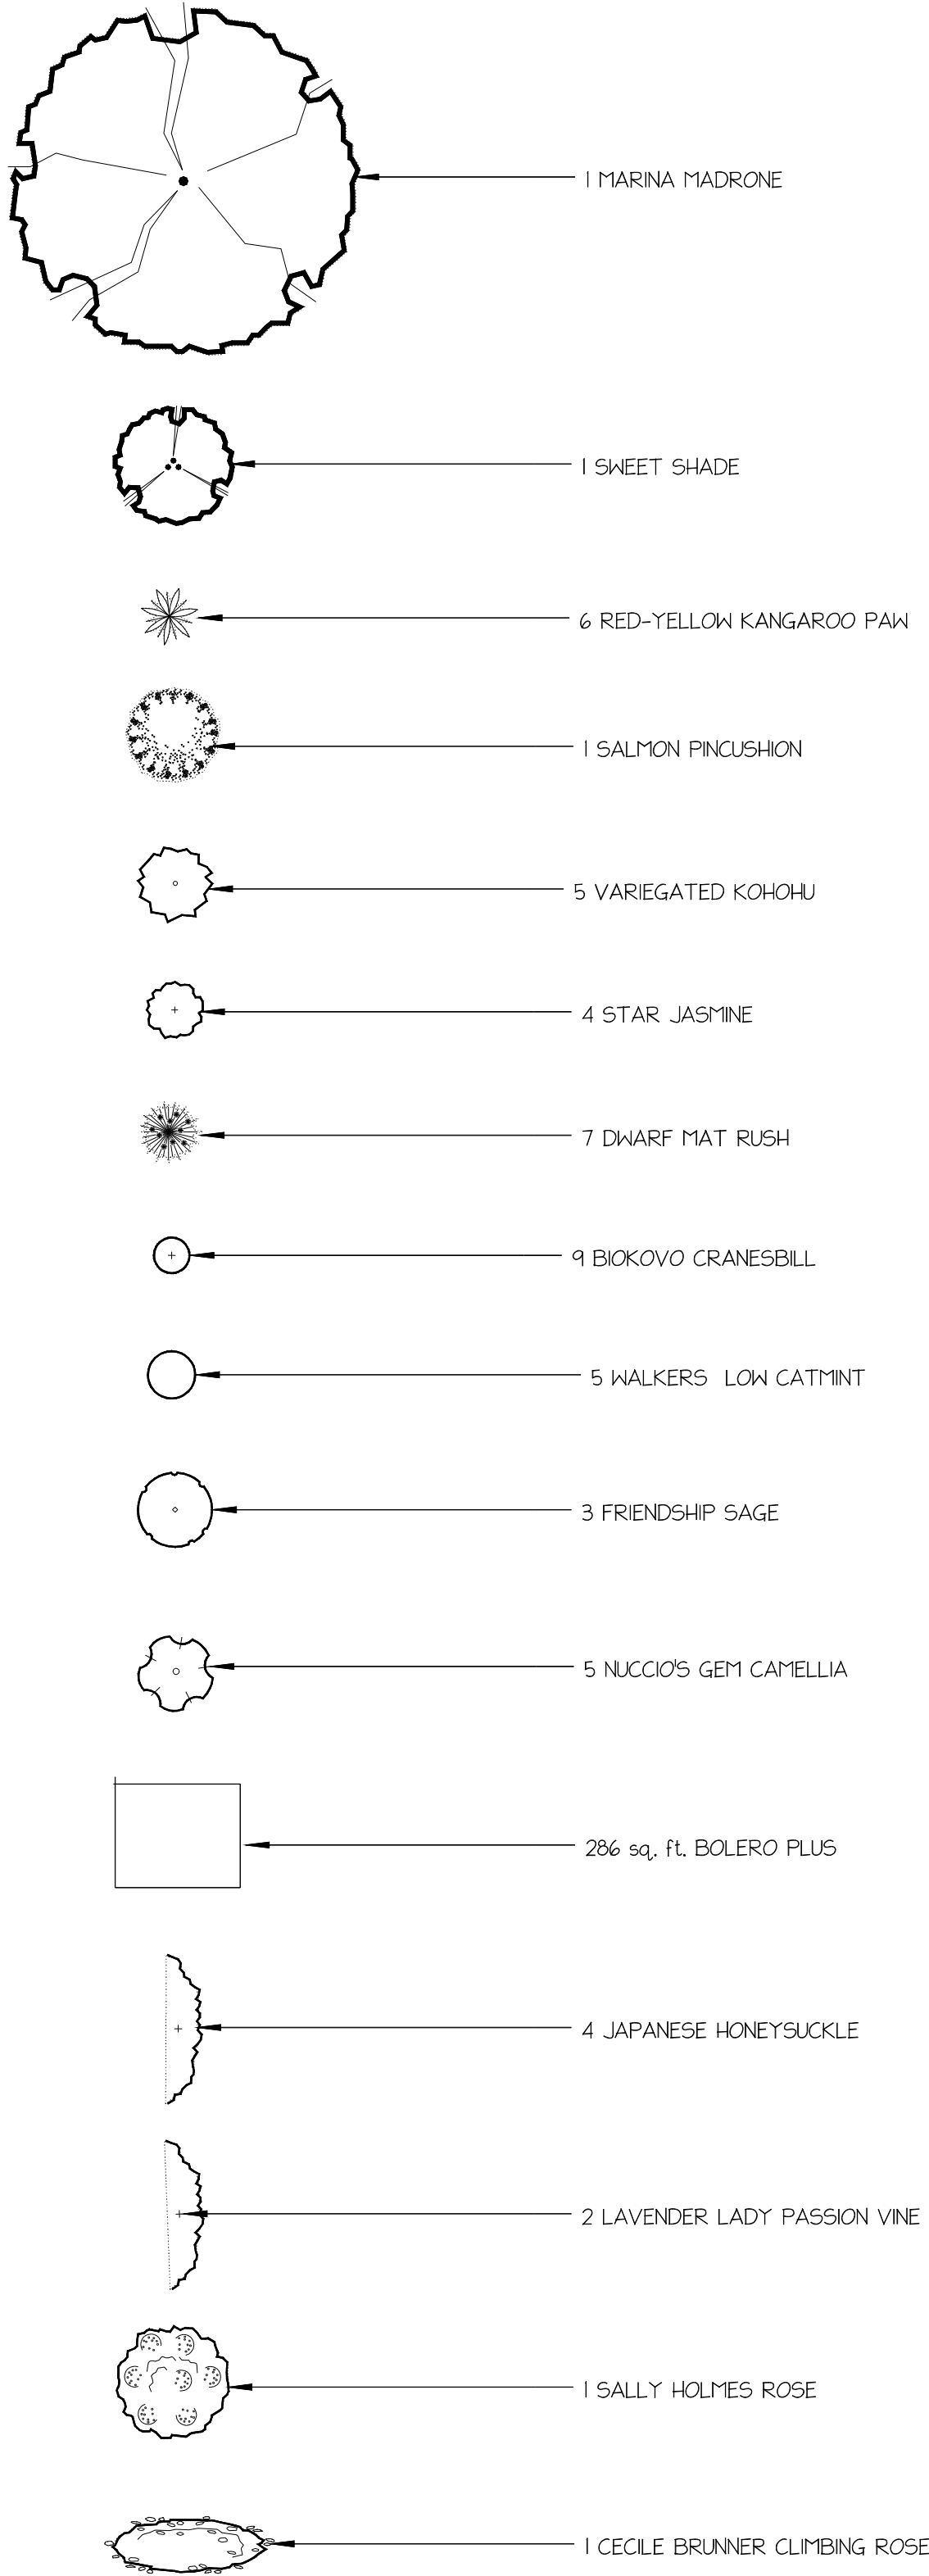 1 MARINA MADRONE
1 SWEET SHADE
6 RED-YELLOW KANGAROO PAW
1 SALMON PINCUSHION
5 VARIEGATED KOHOHU
4 STAR JASMINE
7 DWARF MAT RUSH
9 BIOKOVO CRANESBILL
5 WALKERS LOW CATMINT
3 FRIENDSHIP SAGE
5 NUCCIO'S GEM CAMELLIA
286 sq. ft. BOLERO PLUS
4 JAPANESE HONEYSUCKLE
2 LAVENDER LADY PASSION VINE
1 SALLY HOLMES ROSE
1 CECILE BRUNNER CLIMBING ROSE